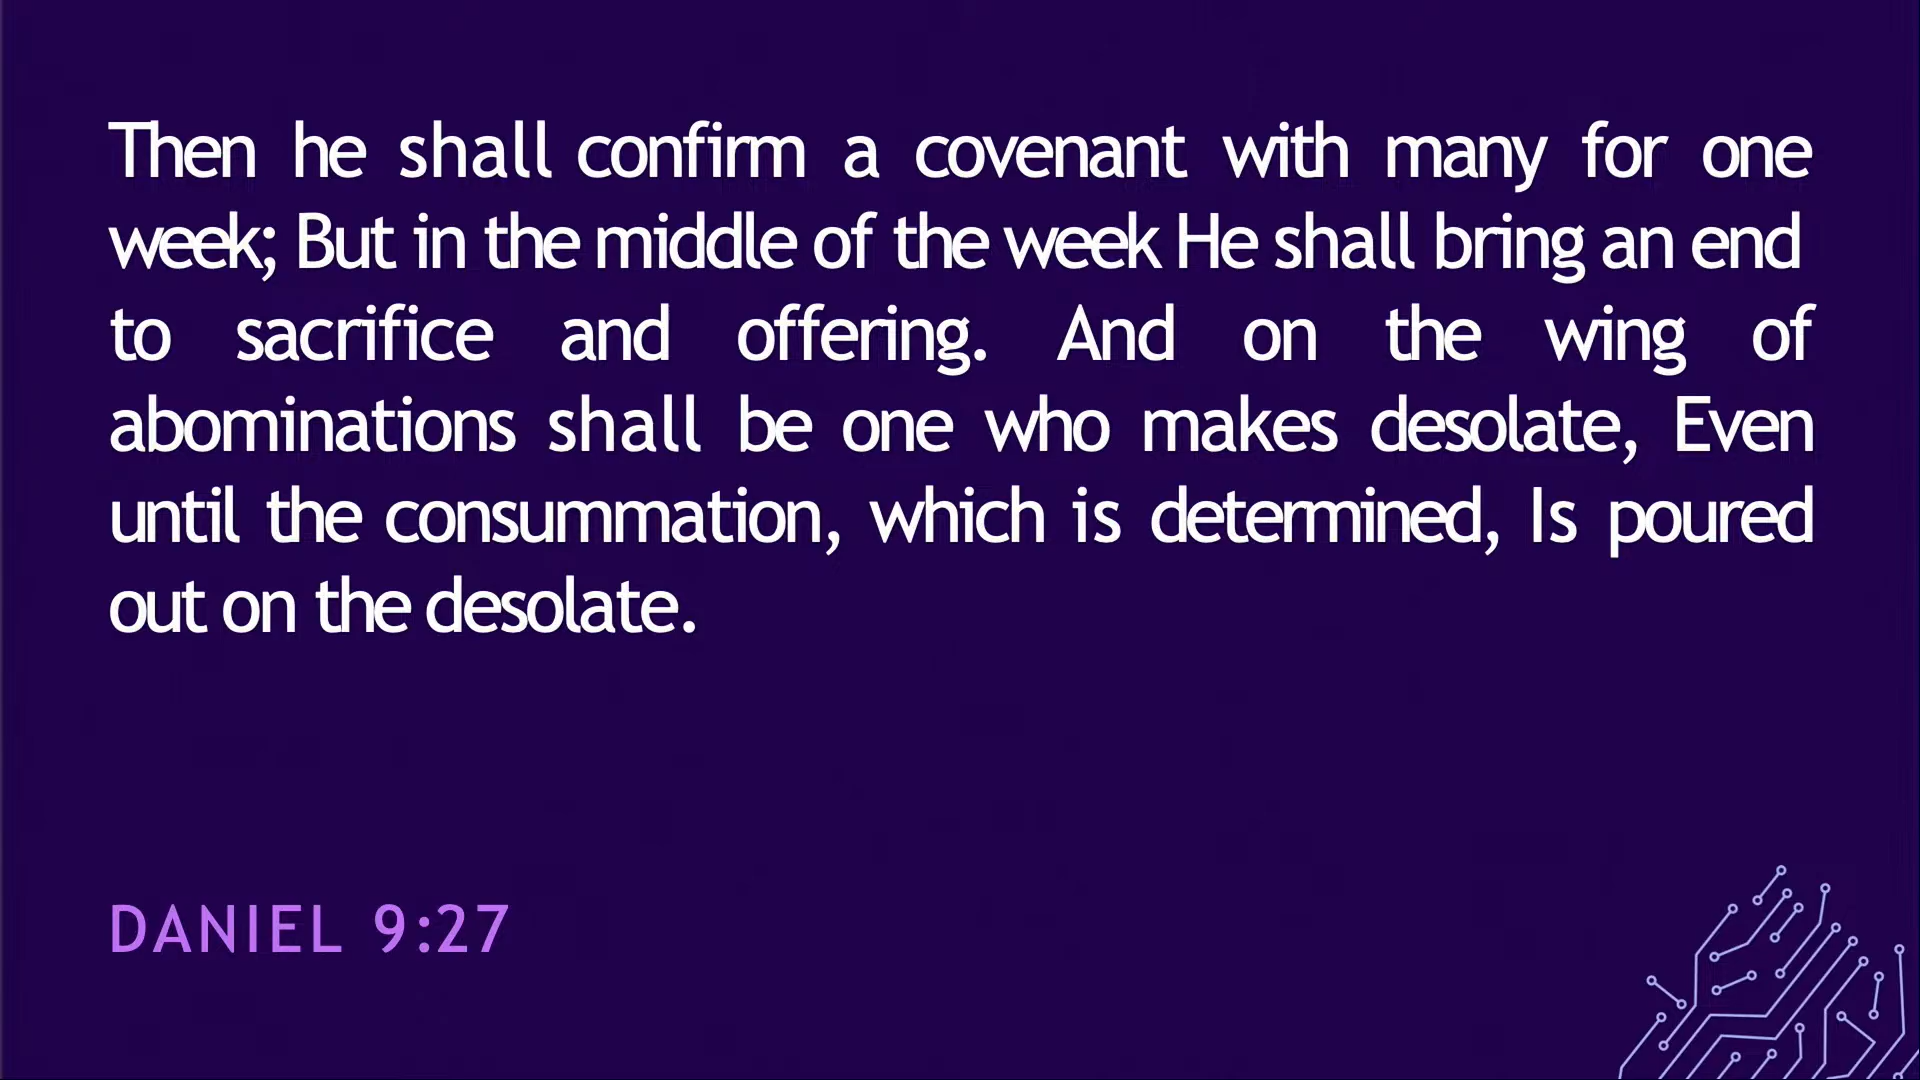 Then he shall confirm a covenant with many for one
week; But in the middle of the week He shall bring an end
to sacrifice and offering. And on the wing of
abominations shall be one who makes desolate, Even
until the consummation, which is determined, Is poured
out on the desolate.
DANIEL 9:27